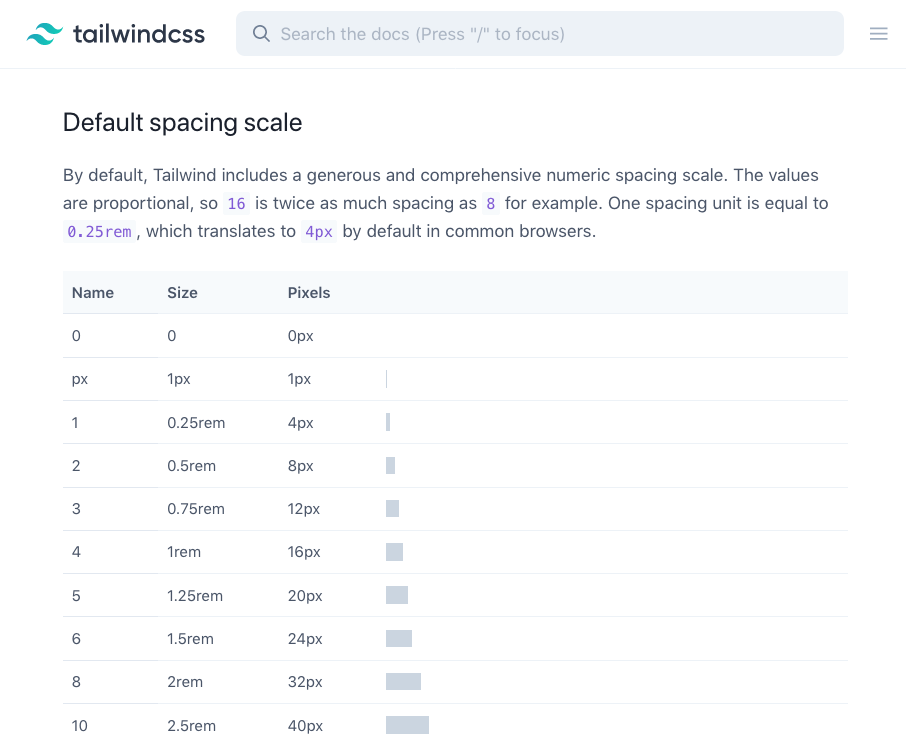 tailwindcss
Search the docs (Press "/" to focus)
Default spacing scale
By default, Tailwind includes a generous and comprehensive numeric spacing scale. The values
are proportional, so 16 is twice as much spacing as 8 for example. One spacing unit is equal to
0.25rem, which translates to 4px by default in common browsers.
Name Size Pixels
0 0 0px
px 1px 1px
1 0.25rem 4px
2 0.5rem 8px
3 0.75rem 12px
4 1rem 16px
5 1.25rem 20px
6 1.5rem 24px
8 2rem 32px
10 2.5rem 40px